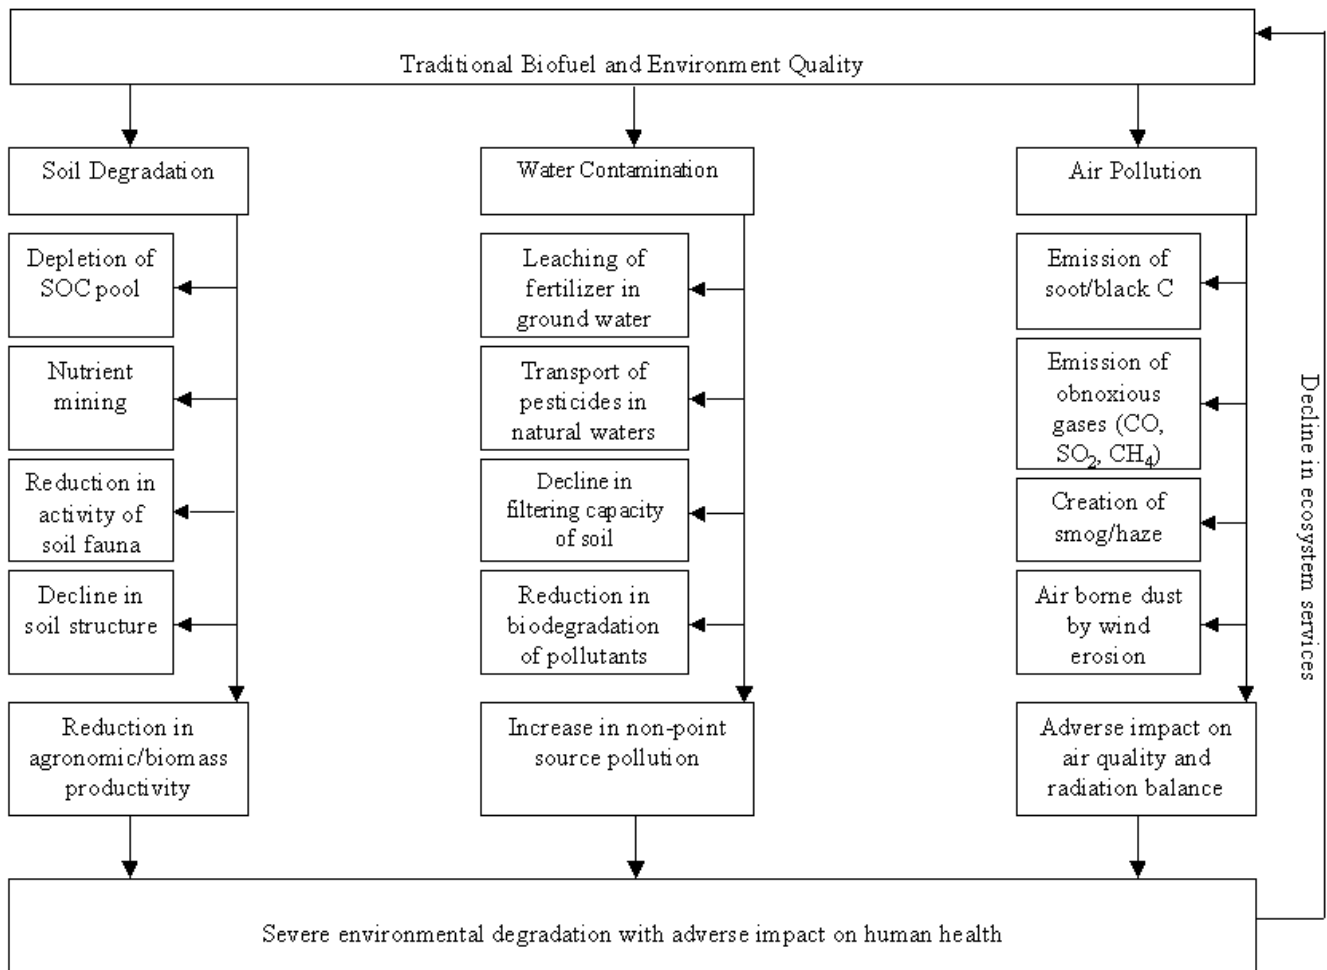 Traditional Biofuel and Environment Quality
Soil Degradation
Depletion of
SOC pool
Nutrient
mining
Reduction in
activity of
soil fauna
Decline in
soil structure
Reduction in
agronomic/biomass
productivity
Water Contamination
Leaching of
fertilizer in
ground water
Transport of
pesticides in
natural waters
Decline in
filtering capacity
of soil
Reduction in
biodegradation
of pollutants
Increase in non-point
source pollution
Air Pollution
Emission of
soot/black C
Emission of
obnoxious
gases (CO,
SO₂, CH₄)
Creation of
smog/haze
Air borne dust
by wind
erosion
Adverse impact on
air quality and
radiation balance
Severe environmental degradation with adverse impact on human health
Decline in ecosystem services